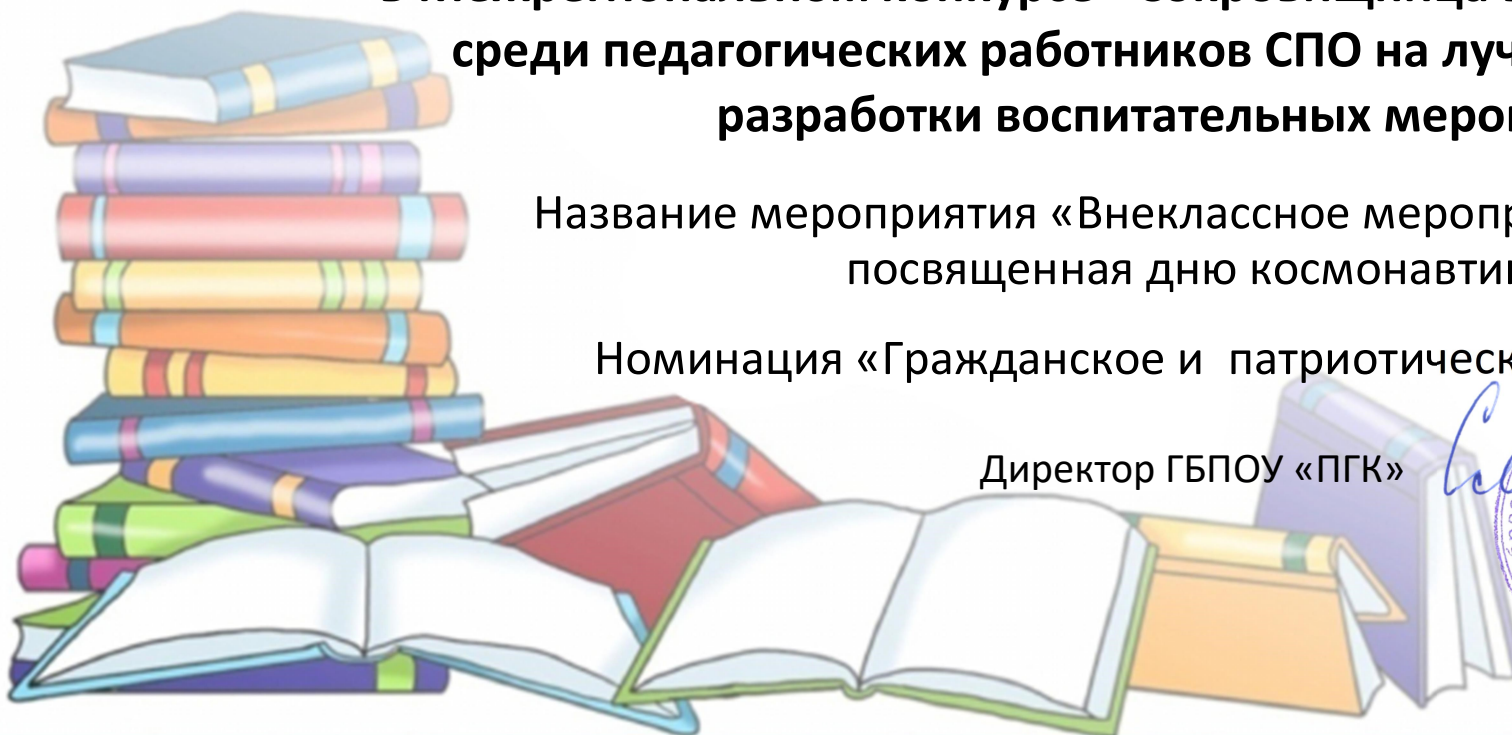 среди педагогических работников СПО на луч
разработки воспитательных меро
Название мероприятия «Внеклассное меропр
посвященная дню космонавти
Номинация «Гражданское и патриотическ
Директор ГБПОУ «ПГК»